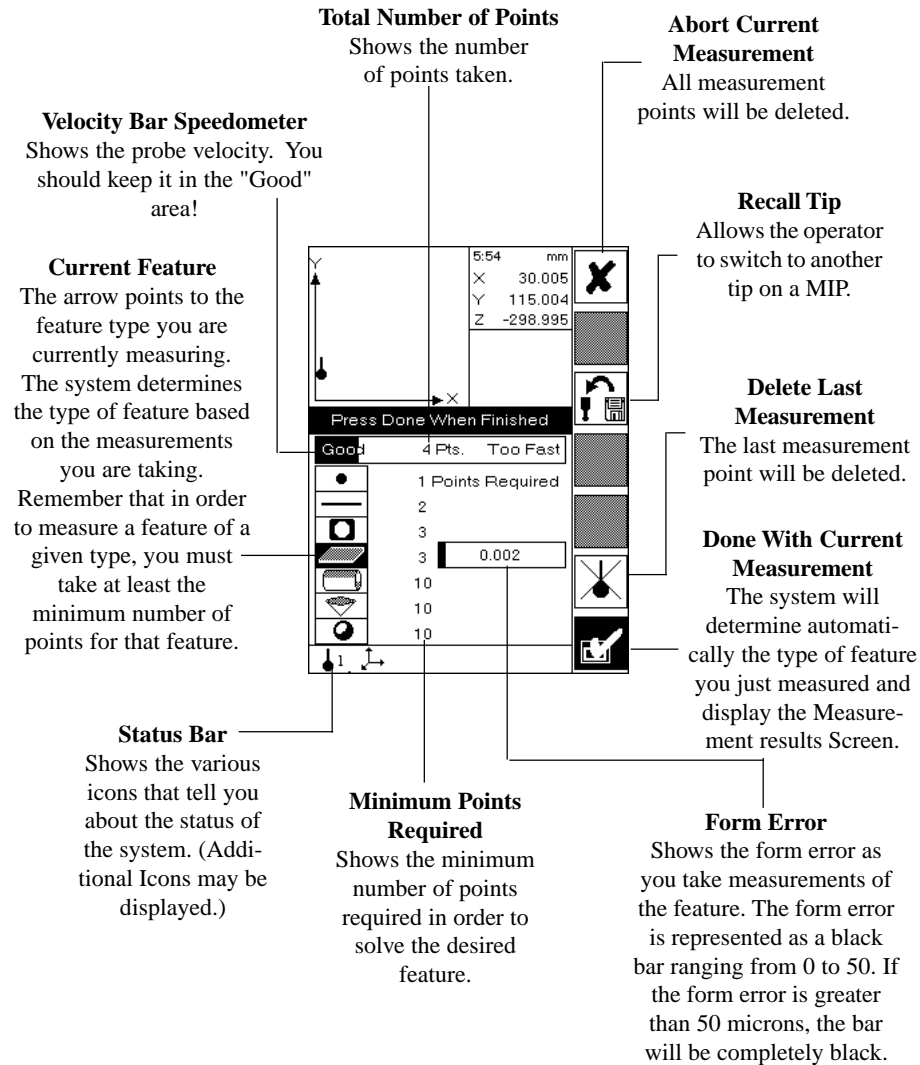 Total Number of Points
Shows the number
of points taken.
Abort Current
Measurement
All measurement
points will be deleted.
Velocity Bar Speedometer
Shows the probe velocity. You
should keep it in the "Good"
area!
Recall Tip
Allows the operator
to switch to another
tip on a MIP.
Current Feature
The arrow points to the
feature type you are
currently measuring.
The system determines
the type of feature based
on the measurements
you are taking.
Remember that in order
to measure a feature of a
given type, you must
take at least the
minimum number of
points for that feature.
Y
X
5:54 mm
X 30.005
Y 115.004
Z -298.995
Press Done When Finished
Good 4 Pts. Too Fast
1 Points Required
2
3
3 0.002
10
10
10
1
Delete Last
Measurement
The last measurement
point will be deleted.
Done With Current
Measurement
The system will
determine automati-
cally the type of feature
you just measured and
display the Measure-
ment results Screen.
Status Bar
Shows the various
icons that tell you
about the status of
the system. (Addi-
tional Icons may be
displayed.)
Minimum Points
Required
Shows the minimum
number of points
required in order to
solve the desired
feature.
Form Error
Shows the form error as
you take measurements of
the feature. The form error
is represented as a black
bar ranging from 0 to 50. If
the form error is greater
than 50 microns, the bar
will be completely black.